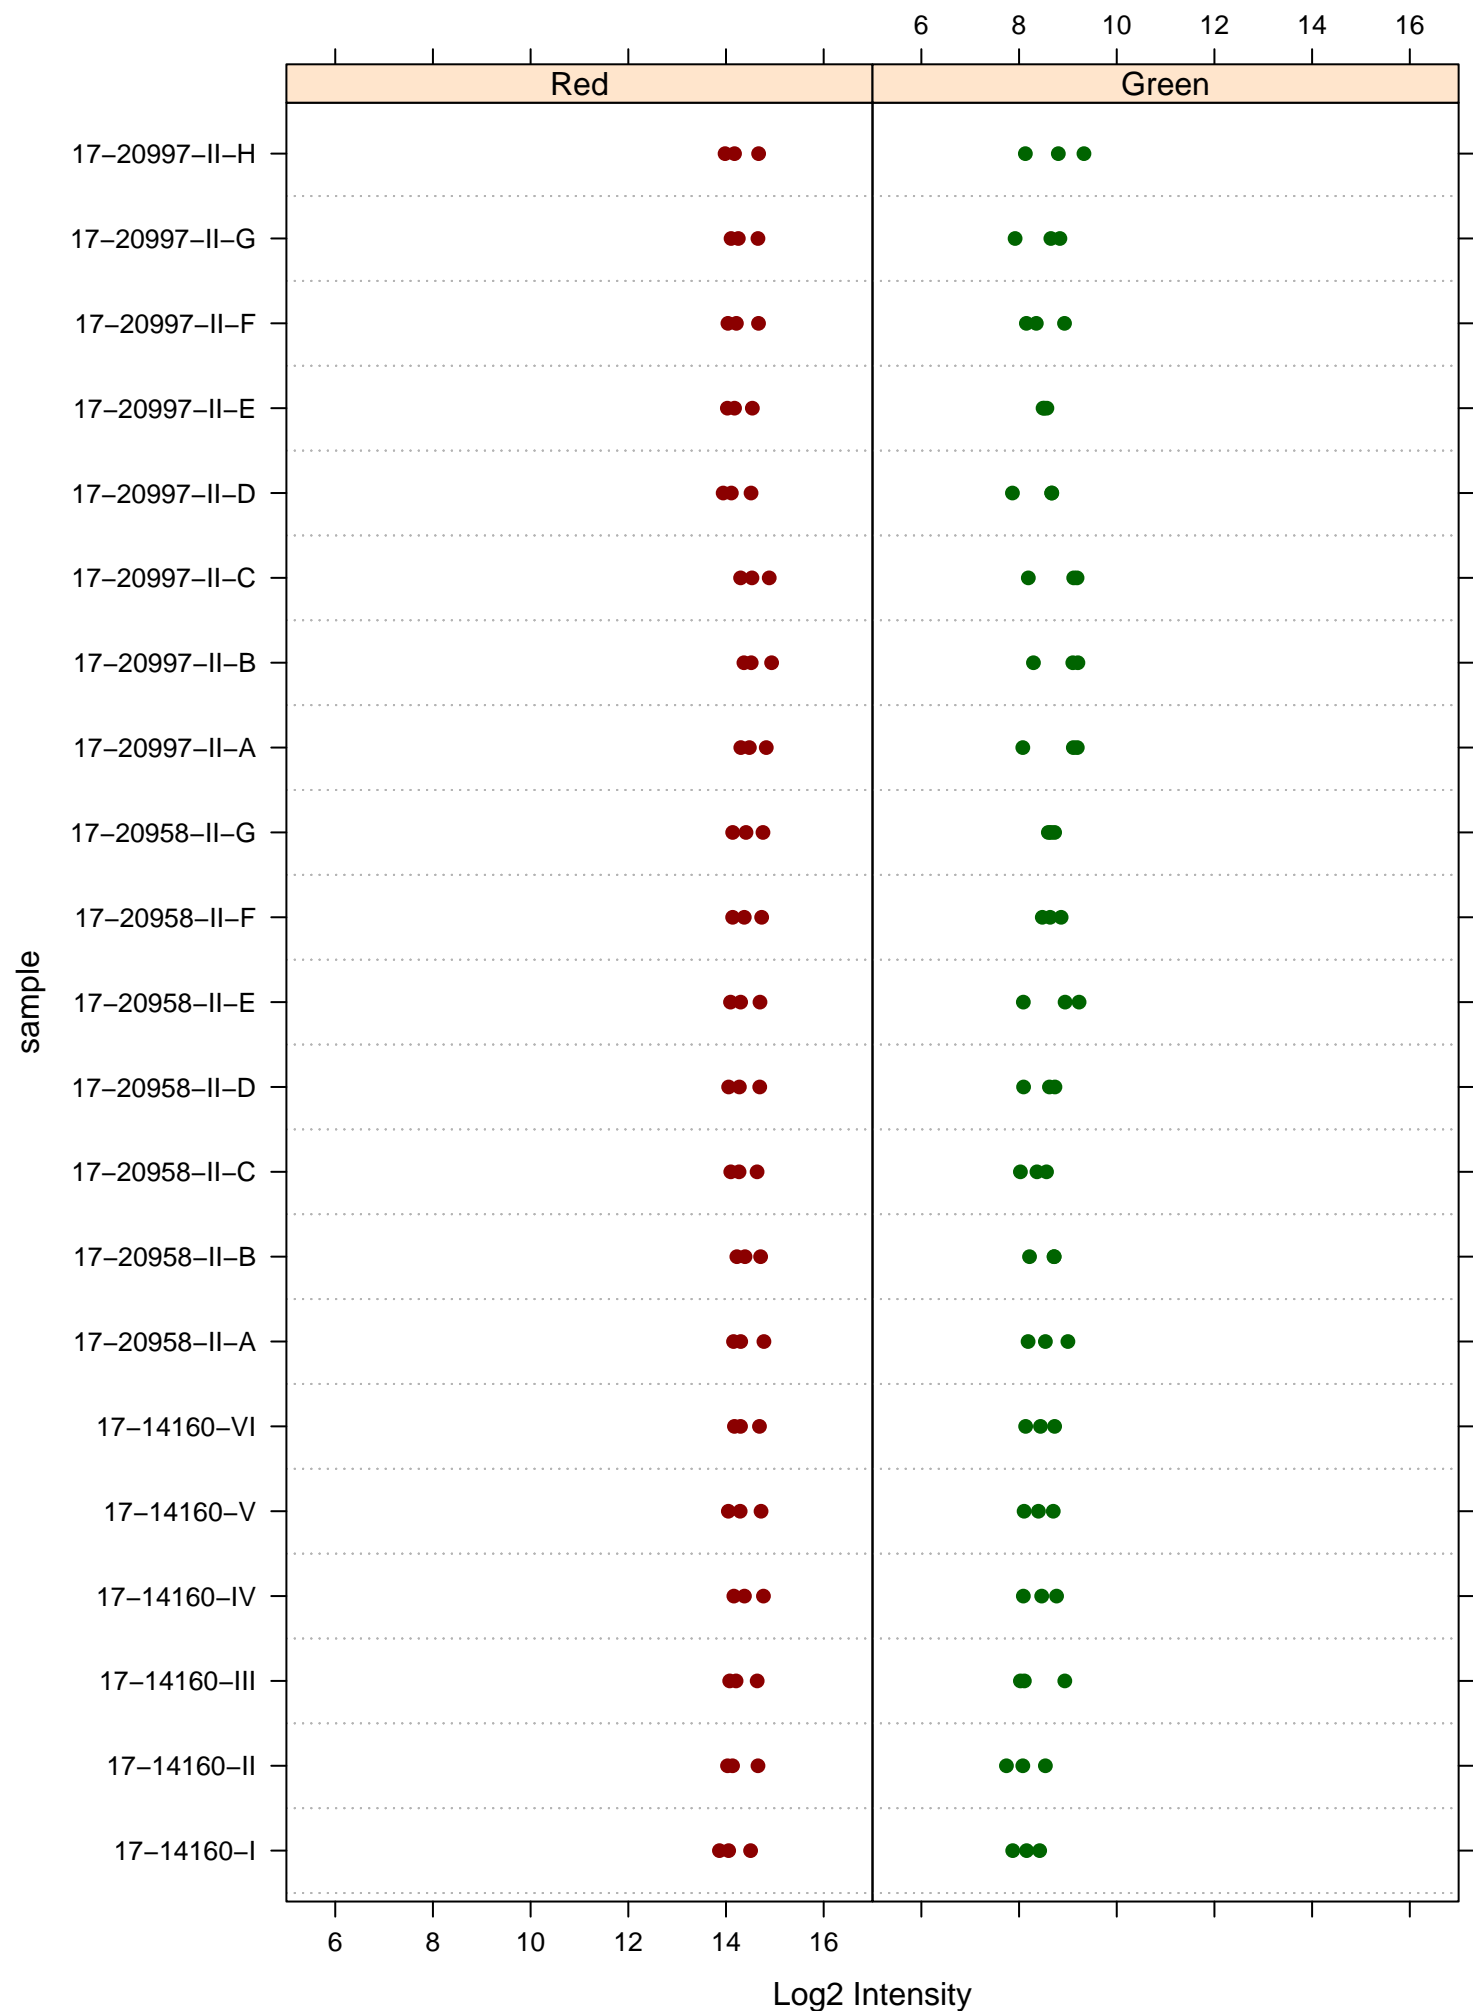 6 8 10 12 14 16
Red Green
17−20997−II−H
17−20997−II−G
17−20997−II−F
17−20997−II−E
17−20997−II−D
17−20997−II−C
17−20997−II−B
17−20997−II−A
17−20958−II−G
17−20958−II−F
17−20958−II−E
17−20958−II−D
17−20958−II−C
17−20958−II−B
17−20958−II−A
17−14160−VI
17−14160−V
17−14160−IV
17−14160−III
17−14160−II
17−14160−I
sample
6 8 10 12 14 16
Log2 Intensity